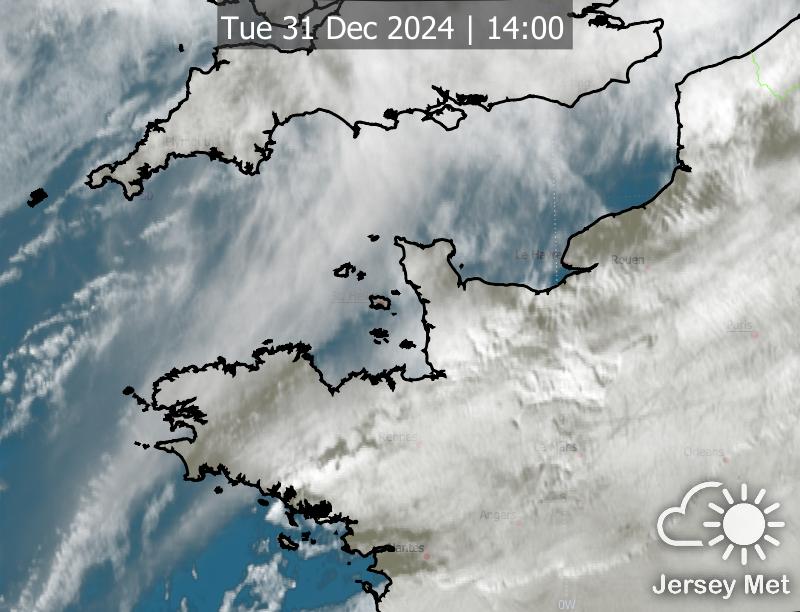 Tue 31 Dec 2024 | 14:00
Le Havre
Rouen
Paris
Rennes
Le Mans
Orleans
Angers
Nantes
Jersey Met
0W